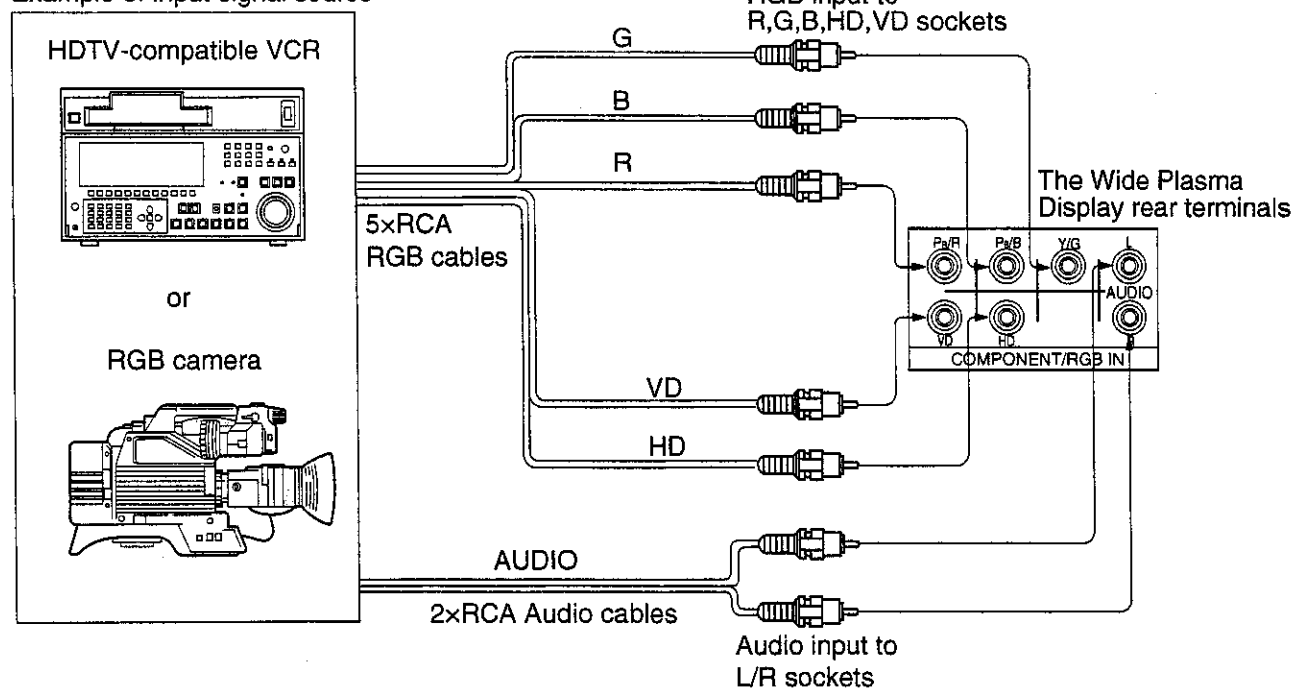 Example of input signal source
RGB input to
R,G,B,HD,VD sockets
HDTV-compatible VCR
G
B
R
5×RCA
RGB cables
The Wide Plasma
Display rear terminals
PR/R PB/B Y/G L
AUDIO
VD HD R
COMPONENT/RGB IN
or
RGB camera
VD
HD
AUDIO
2×RCA Audio cables
Audio input to
L/R sockets